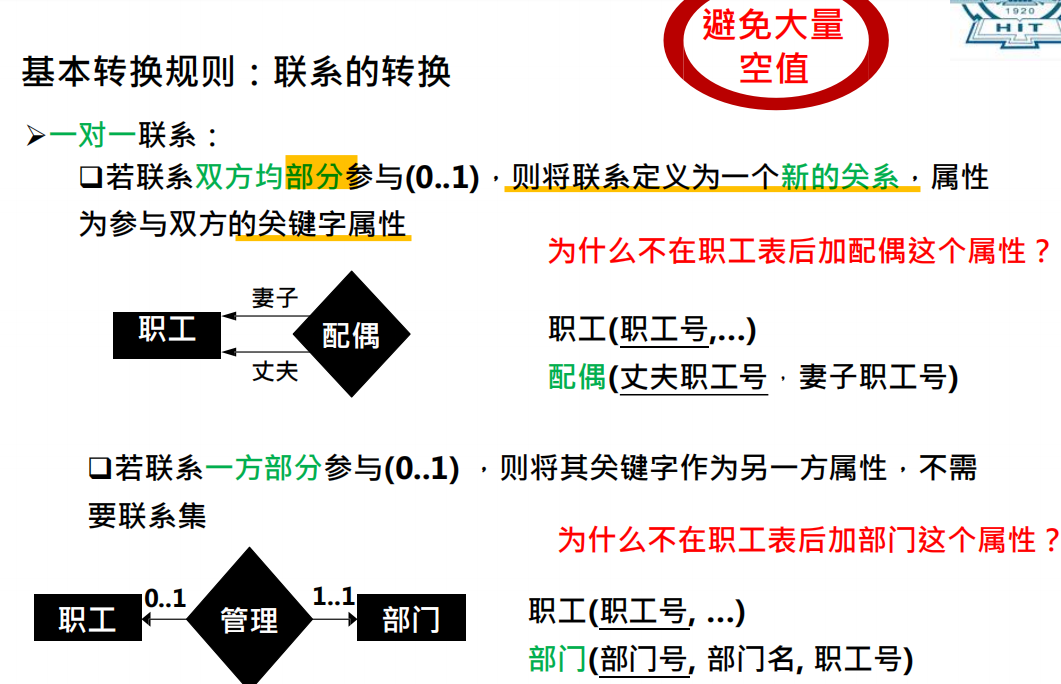 避免大量
空值
1920
HIT
基本转换规则：联系的转换
➢一对一联系：
❑若联系双方均部分参与(0..1)，则将联系定义为一个新的关系，属性
为参与双方的关键字属性
为什么不在职工表后加配偶这个属性？
妻子
职工
配偶
丈夫
职工(职工号,...)
配偶(丈夫职工号，妻子职工号)
❑若联系一方部分参与(0..1) ，则将其关键字作为另一方属性，不需
要联系集
为什么不在职工表后加部门这个属性？
0..1
1..1
职工
管理
部门
职工(职工号, ...)
部门(部门号, 部门名, 职工号)